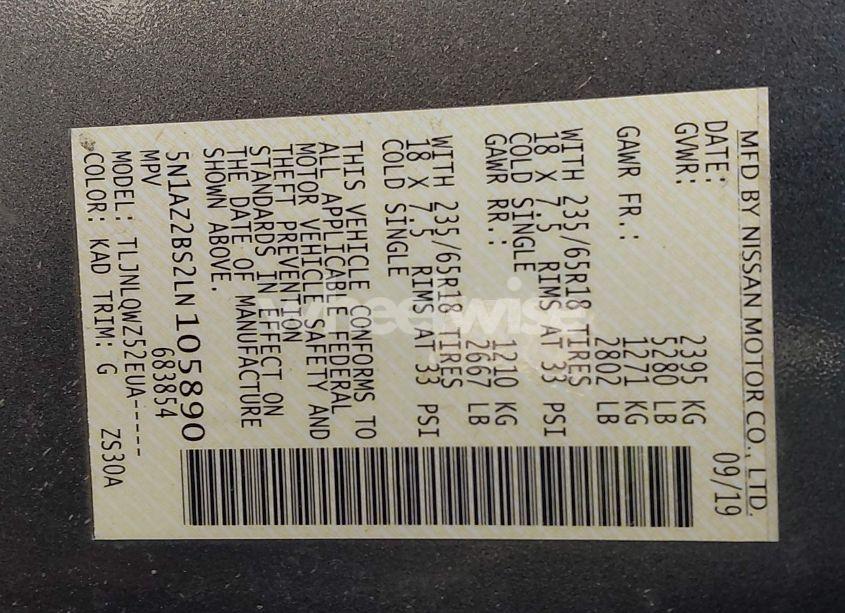 MFD BY NISSAN MOTOR CO., LTD.
DATE: 09/19
GVWR: 2395 KG
5280 LB
GAWR FR.: 1271 KG
2802 LB
WITH 235/65R18 TIRES
18 X 7.5 RIMS AT 33 PSI
COLD SINGLE
GAWR RR.: 1210 KG
2667 LB
WITH 235/65R18 TIRES
18 X 7.5 RIMS AT 33 PSI
COLD SINGLE
THIS VEHICLE CONFORMS TO
ALL APPLICABLE FEDERAL
MOTOR VEHICLE SAFETY AND
THEFT PREVENTION
STANDARDS IN EFFECT ON
THE DATE OF MANUFACTURE
SHOWN ABOVE.
5N1AZ2BS2LN105890
MPV 683854
MODEL: TLJNLQWZ52EUA-----
COLOR: KAD TRIM: G ZS30A
wheelwise